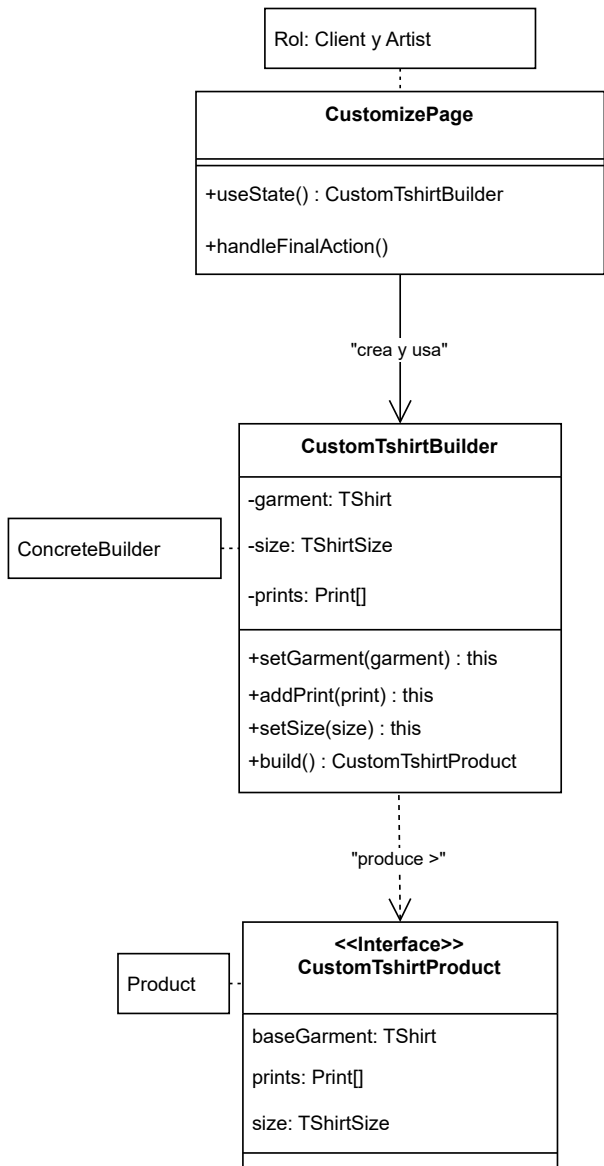 Rol: Client y Artist
CustomizePage
+useState() : CustomTshirtBuilder
+handleFinalAction()
"crea y usa"
CustomTshirtBuilder
-garment: TShirt
ConcreteBuilder
-size: TShirtSize
-prints: Print[]
+setGarment(garment) : this
+addPrint(print) : this
+setSize(size) : this
+build() : CustomTshirtProduct
"produce >"
<<Interface>>
CustomTshirtProduct
Product
baseGarment: TShirt
prints: Print[]
size: TShirtSize